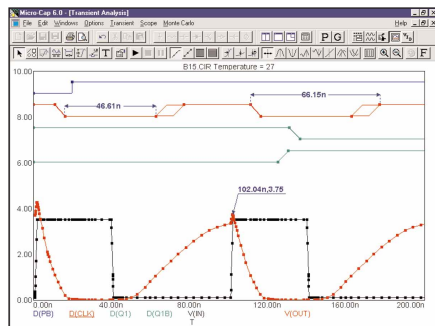 Micro-Cap 6.0 - [Transient Analysis]
File Edit Windows Options Transient Scope Monte Carlo Help
T P G F
B15.CIR Temperature = 27
10.00
46.61n
66.15n
8.00
6.00
102.04n,3.75
4.00
2.00
0.00
0.00n 40.00n 80.00n 120.00n 160.00n 200.00n
D(PB) D(CLK) D(Q1) D(Q1B) V(IN) V(OUT)
T